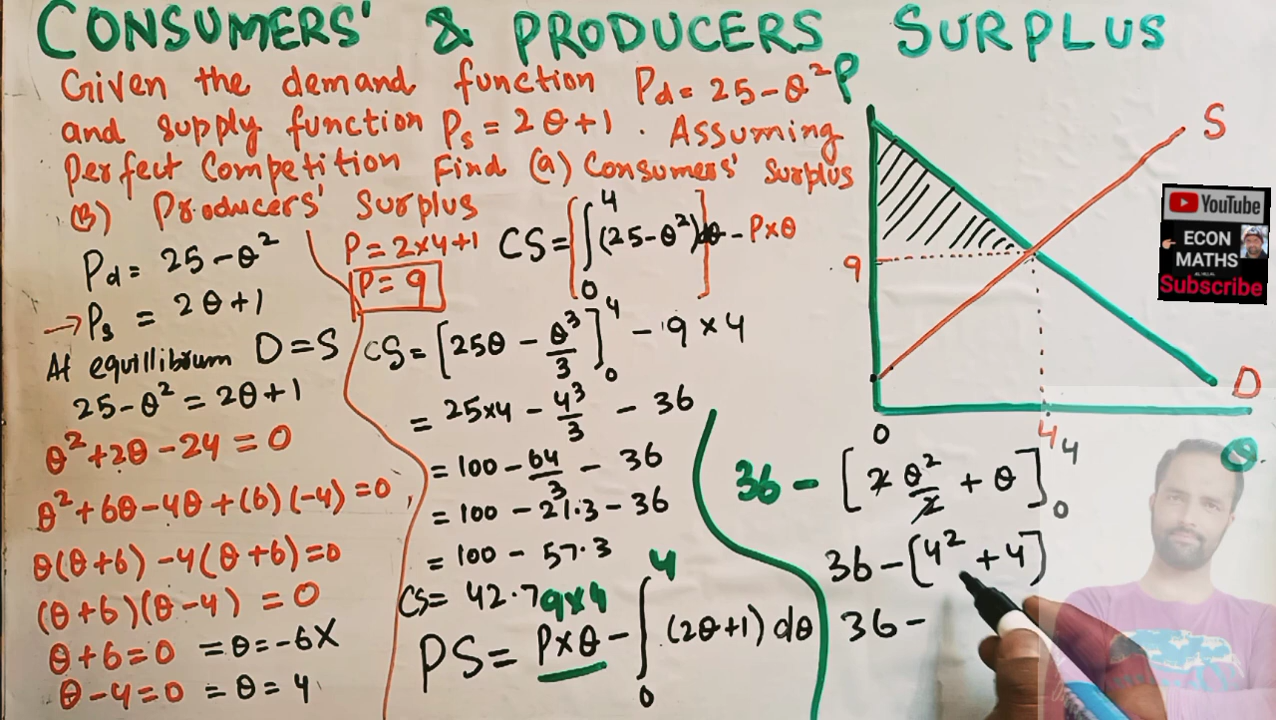 CONSUMERS' & PRODUCERS SURPLUS
Given the demand function Pd = 25-θ²
and supply function Ps = 2θ+1. Assuming
Perfect Competition Find (a) Consumers' Surplus
(B) Producers' Surplus
Pd = 25-θ²
→Ps = 2θ+1
At equillibrium D=S
25-θ² = 2θ+1
θ²+2θ-24 = 0
θ²+6θ-4θ+(6)(-4)=0
θ(θ+6)-4(θ+6)=0
(θ+6)(θ-4) = 0
θ+6=0 =θ=-6X
θ-4=0 =θ=4
P=2×4+1
P=9
CS=[∫₀⁴(25-θ²)dθ]-P×θ
CS=[25θ - θ³/3]₀⁴ - 9×4
= 25×4 - 4³/3 - 36
= 100-64/3 - 36
= 100-21.3-36
= 100-57.3
CS= 42.7
9×4
PS= P×θ - ∫₀⁴ (2θ+1) dθ
36-[2θ²/2 + θ]₀⁴
36-[4²+4]
36-
P
S
9
D
0
4
θ
YouTube
ECON
MATHS
Subscribe